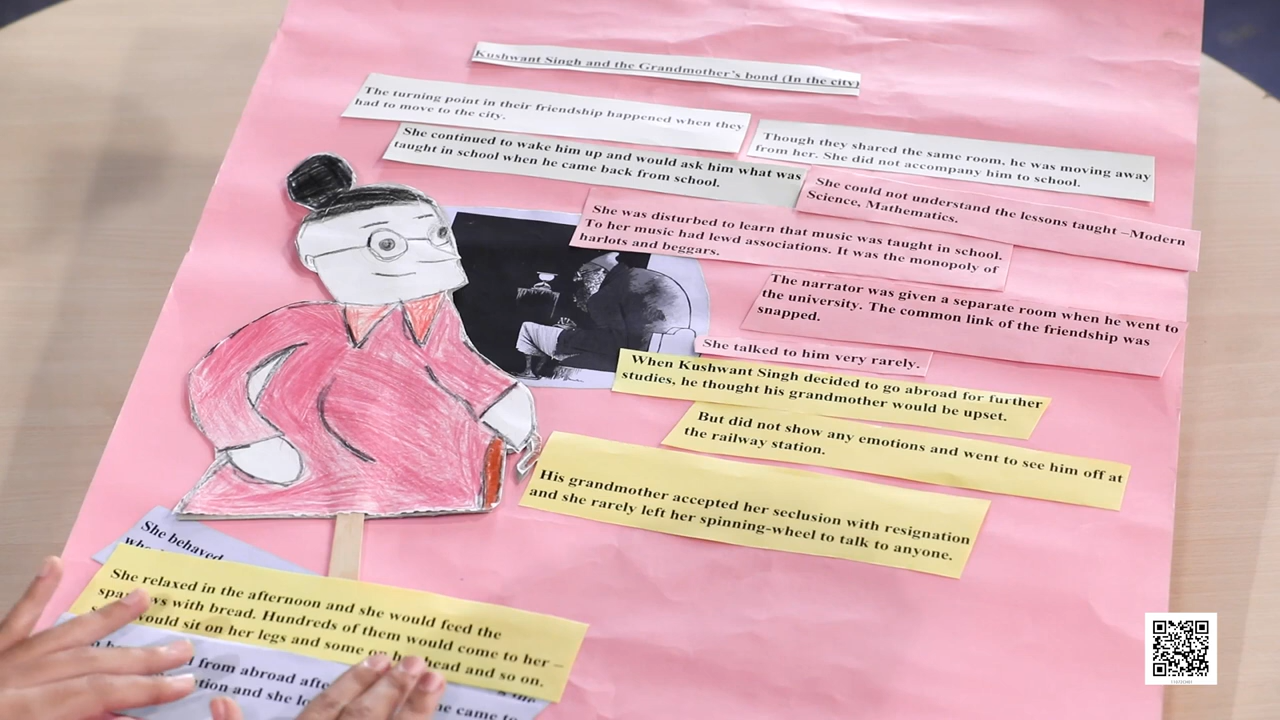 Kushwant Singh and the Grandmother's bond (In the city)
The turning point in their friendship happened when they
had to move to the city.
Though they shared the same room, he was moving away
from her. She did not accompany him to school.
She continued to wake him up and would ask him what was
taught in school when he came back from school.
She could not understand the lessons taught –Modern
Science, Mathematics.
She was disturbed to learn that music was taught in school.
To her music had lewd associations. It was the monopoly of
harlots and beggars.
The narrator was given a separate room when he went to
the university. The common link of the friendship was
snapped.
She talked to him very rarely.
When Kushwant Singh decided to go abroad for further
studies, he thought his grandmother would be upset.
But did not show any emotions and went to see him off at
the railway station.
His grandmother accepted her seclusion with resignation
and she rarely left her spinning-wheel to talk to anyone.
She behaved
She relaxed in the afternoon and she would feed the
with bread. Hundreds of them would come to her –
would sit on her legs and some on head and so on.
from abroad
and she came to